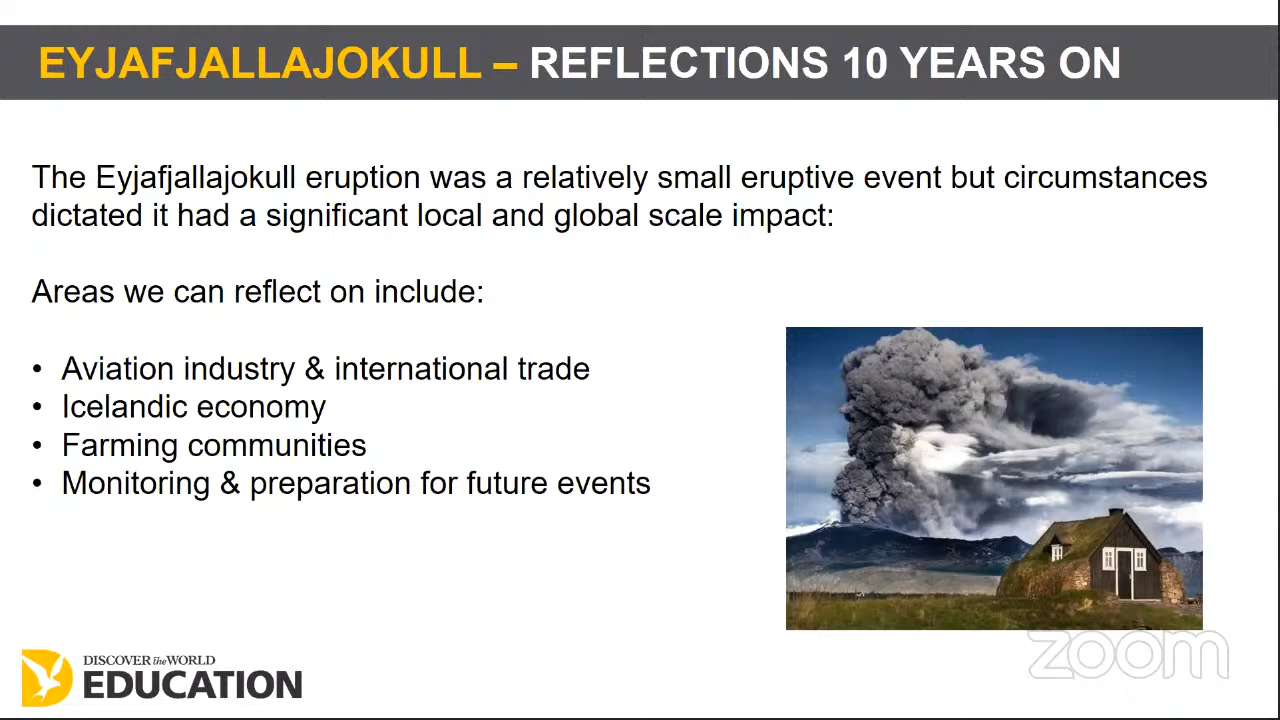 EYJAFJALLAJOKULL – REFLECTIONS 10 YEARS ON
The Eyjafjallajokull eruption was a relatively small eruptive event but circumstances
dictated it had a significant local and global scale impact:
Areas we can reflect on include:
• Aviation industry & international trade
• Icelandic economy
• Farming communities
• Monitoring & preparation for future events
DISCOVER the WORLD
EDUCATION
zoom